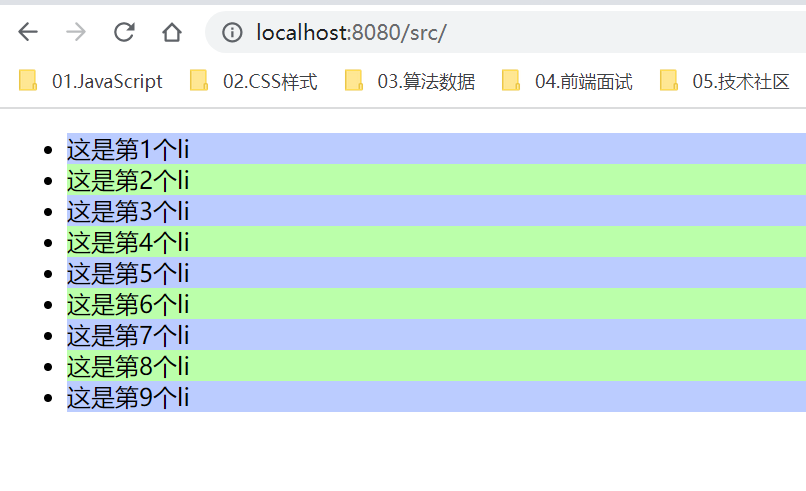 localhost:8080/src/
01.JavaScript 02.CSS样式 03.算法数据 04.前端面试 05.技术社区
这是第1个li
这是第2个li
这是第3个li
这是第4个li
这是第5个li
这是第6个li
这是第7个li
这是第8个li
这是第9个li